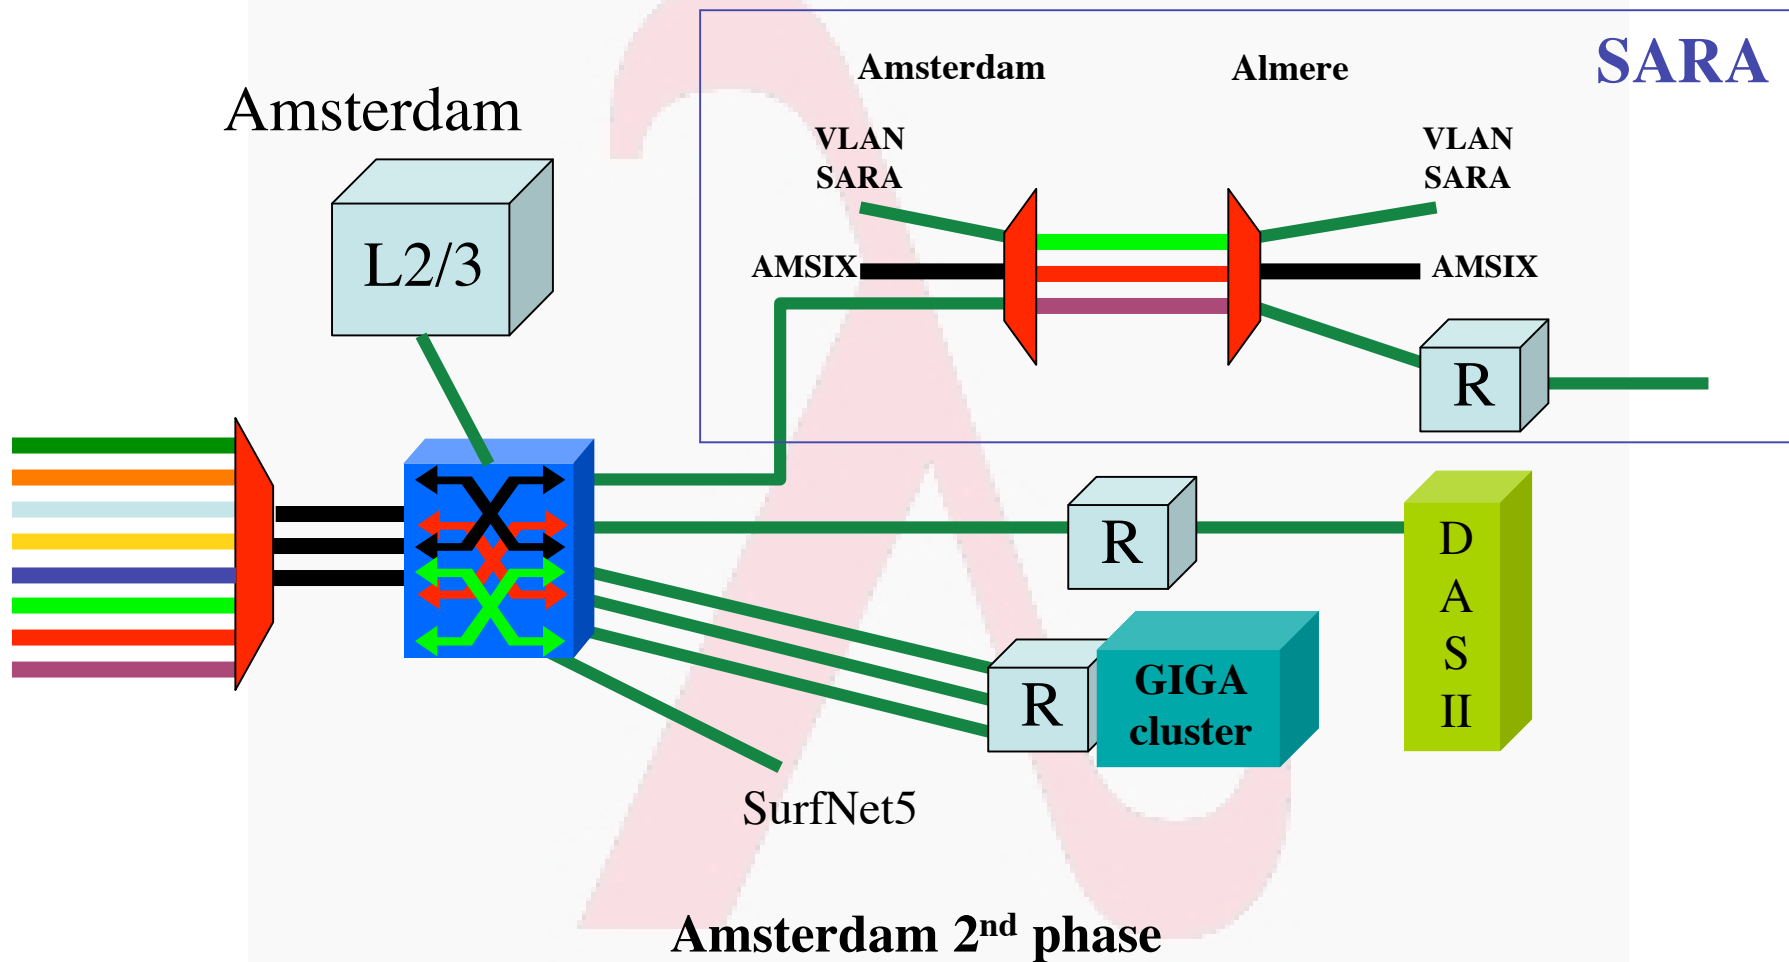 SARA
Amsterdam
Almere
Amsterdam
VLAN
SARA
VLAN
SARA
L2/3
AMSIX
AMSIX
R
R
D
A
S
II
R
GIGA
cluster
SurfNet5
Amsterdam 2nd phase